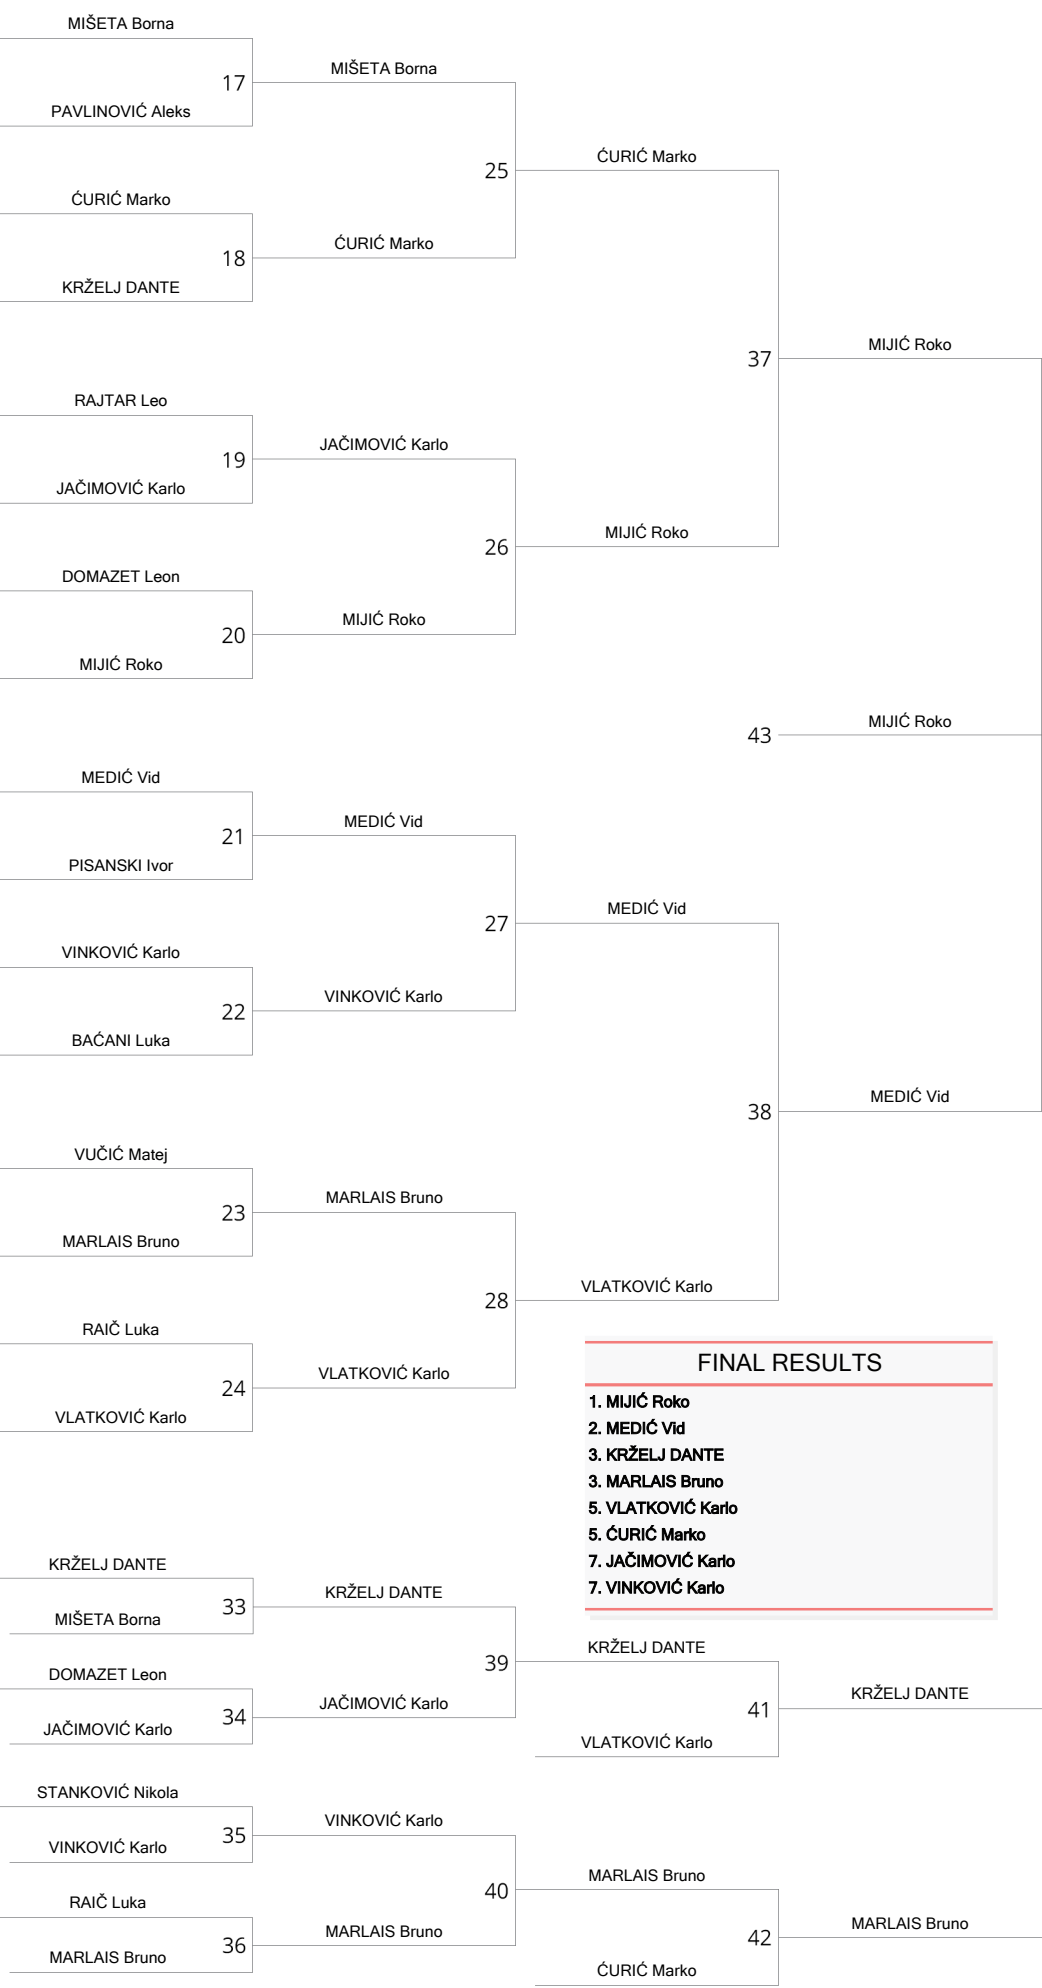 MIŠETA Borna
17
MIŠETA Borna
PAVLINOVIĆ Aleks
25
ĆURIĆ Marko
ĆURIĆ Marko
18
ĆURIĆ Marko
KRŽELJ DANTE
37
MIJIĆ Roko
RAJTAR Leo
19
JAČIMOVIĆ Karlo
JAČIMOVIĆ Karlo
26
MIJIĆ Roko
DOMAZET Leon
20
MIJIĆ Roko
MIJIĆ Roko
43
MIJIĆ Roko
MEDIĆ Vid
21
MEDIĆ Vid
PISANSKI Ivor
27
MEDIĆ Vid
VINKOVIĆ Karlo
22
VINKOVIĆ Karlo
BAĆANI Luka
38
MEDIĆ Vid
VUČIĆ Matej
23
MARLAIS Bruno
MARLAIS Bruno
28
VLATKOVIĆ Karlo
RAIČ Luka
24
VLATKOVIĆ Karlo
VLATKOVIĆ Karlo
FINAL RESULTS
1. MIJIĆ Roko
2. MEDIĆ Vid
3. KRŽELJ DANTE
3. MARLAIS Bruno
5. VLATKOVIĆ Karlo
5. ĆURIĆ Marko
7. JAČIMOVIĆ Karlo
7. VINKOVIĆ Karlo
KRŽELJ DANTE
33
KRŽELJ DANTE
MIŠETA Borna
39
KRŽELJ DANTE
DOMAZET Leon
34
JAČIMOVIĆ Karlo
JAČIMOVIĆ Karlo
41
KRŽELJ DANTE
VLATKOVIĆ Karlo
STANKOVIĆ Nikola
35
VINKOVIĆ Karlo
VINKOVIĆ Karlo
40
MARLAIS Bruno
RAIČ Luka
36
MARLAIS Bruno
MARLAIS Bruno
42
MARLAIS Bruno
ĆURIĆ Marko